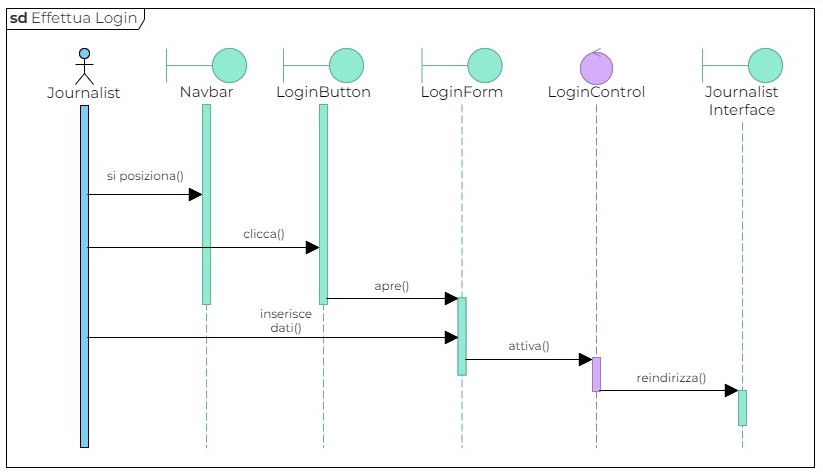 sd Effettua Login
Journalist
Navbar
LoginButton
LoginForm
LoginControl
Journalist
Interface
si posiziona()
clicca()
apre()
inserisce
dati()
attiva()
reindirizza()